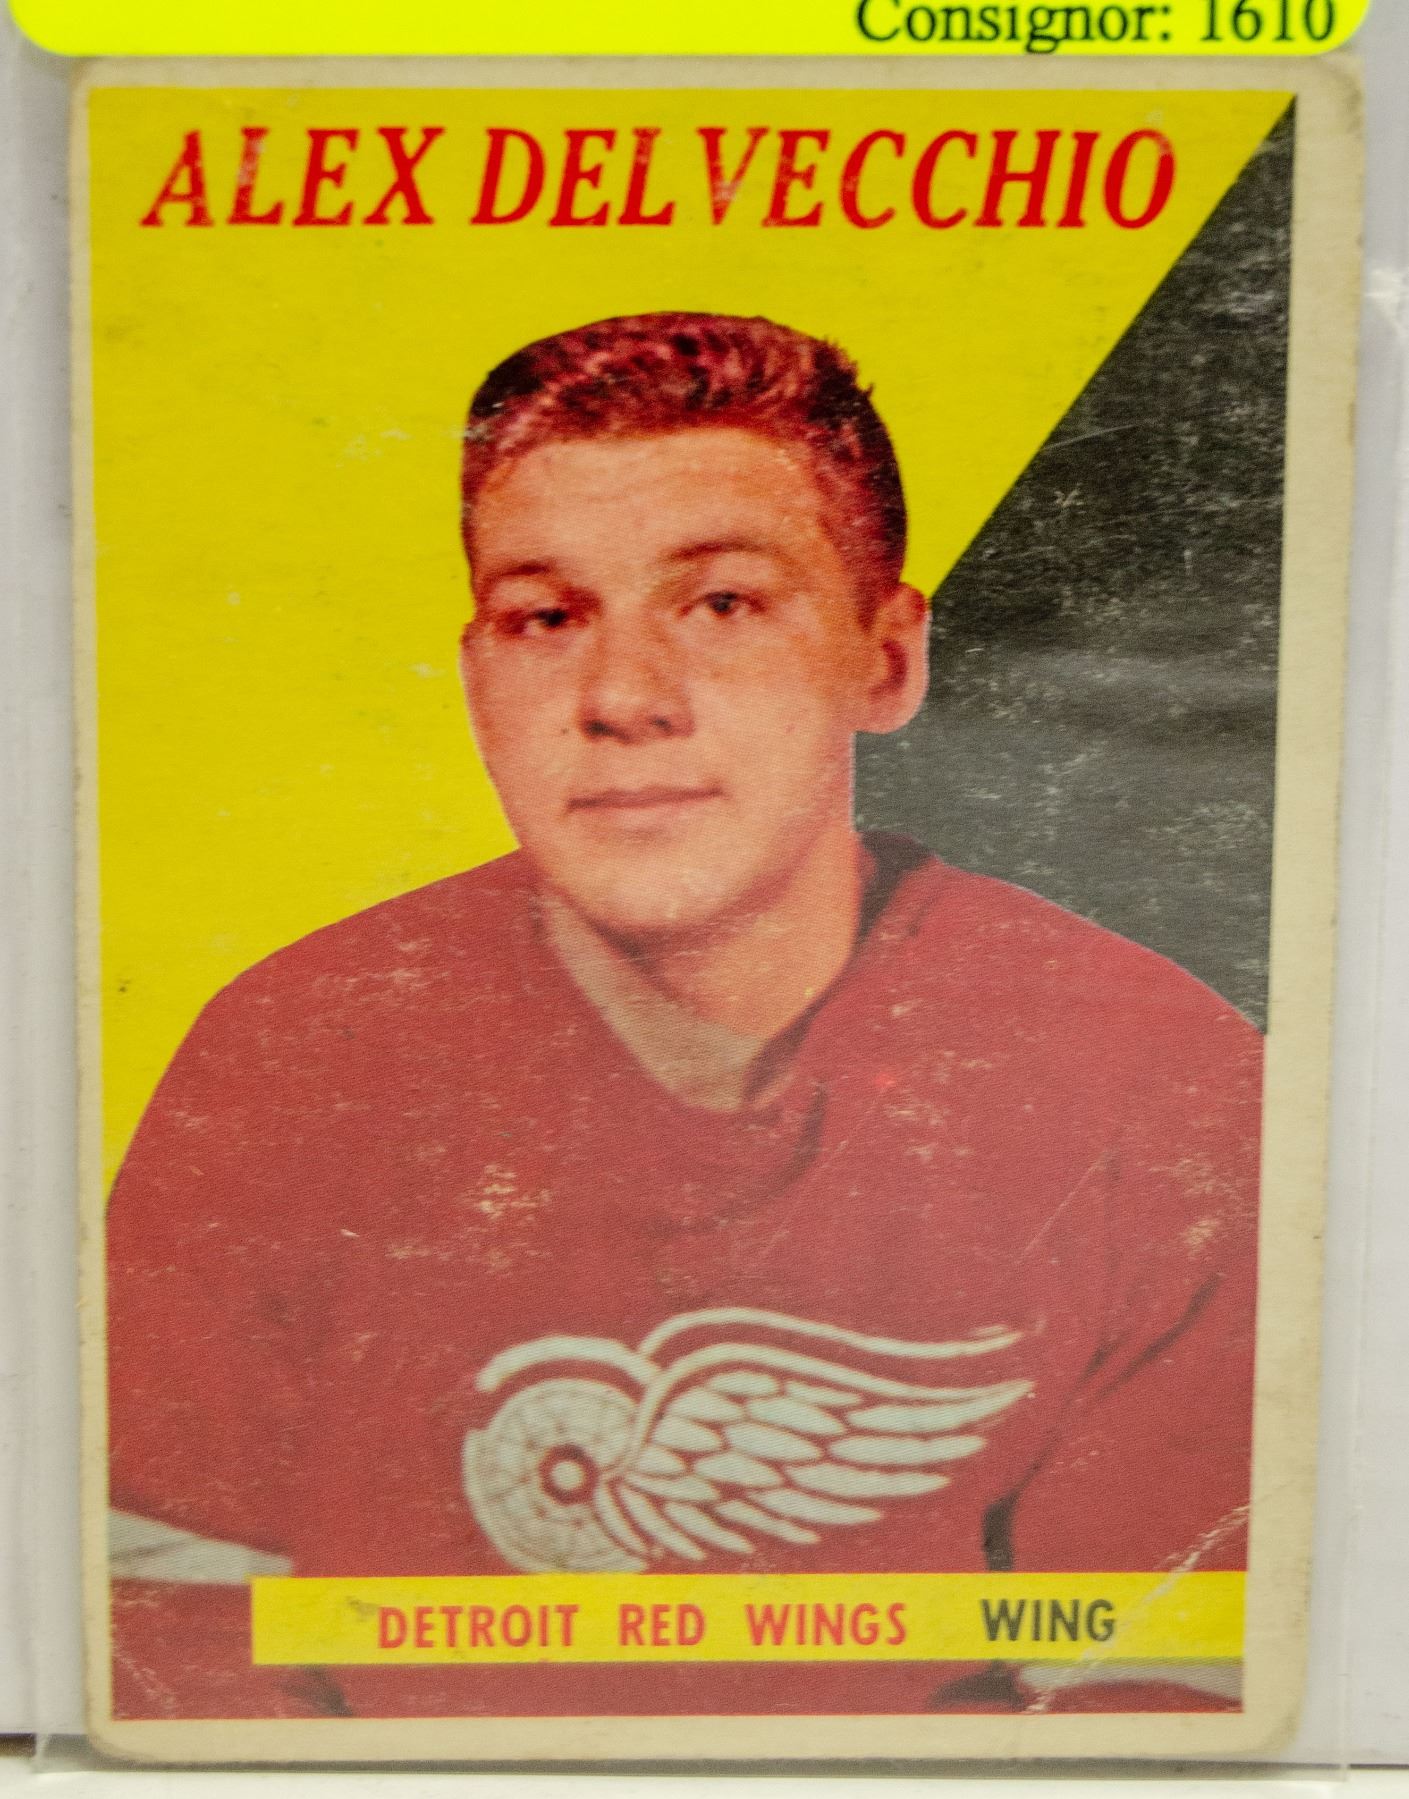 Consignor: 1610
ALEX DELVECCHIO
DETROIT RED WINGS WING